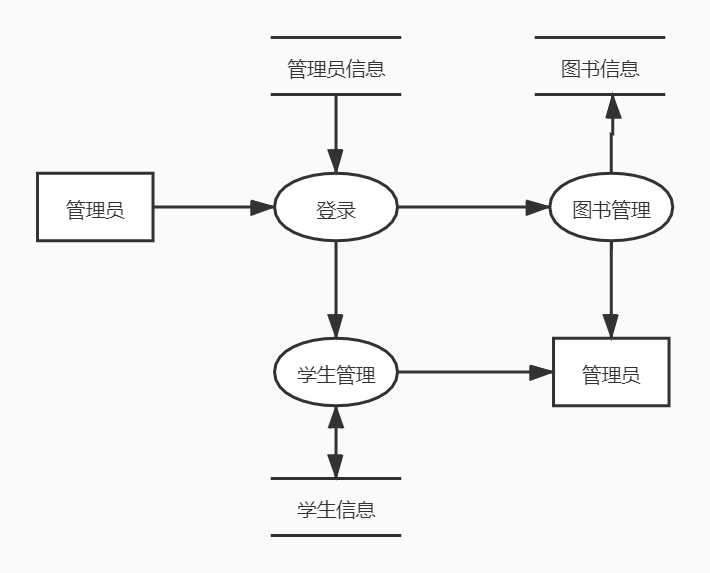 管理员信息
图书信息
管理员
登录
图书管理
学生管理
管理员
学生信息